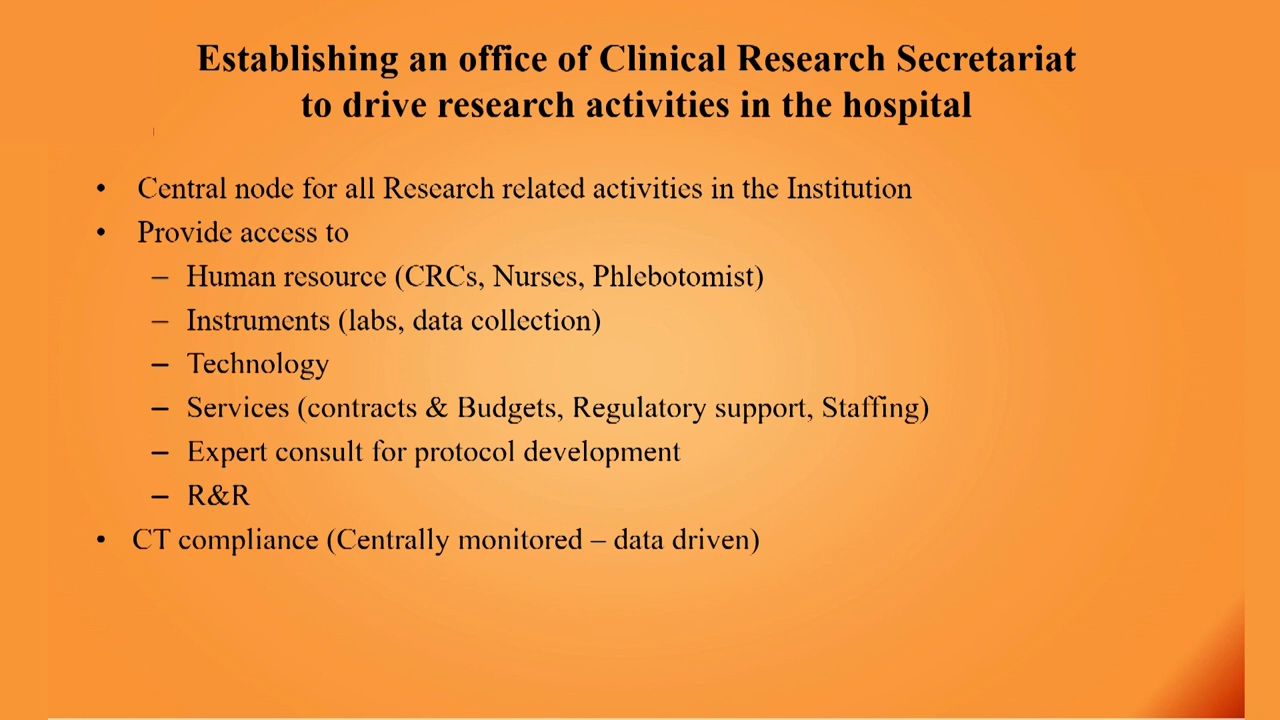 Establishing an office of Clinical Research Secretariat
to drive research activities in the hospital
• Central node for all Research related activities in the Institution
• Provide access to
– Human resource (CRCs, Nurses, Phlebotomist)
– Instruments (labs, data collection)
– Technology
– Services (contracts & Budgets, Regulatory support, Staffing)
– Expert consult for protocol development
– R&R
• CT compliance (Centrally monitored – data driven)